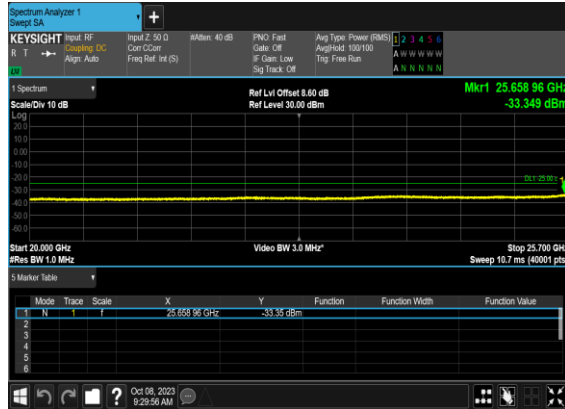 Spectrum Analyzer 1
Swept SA
+
KEYSIGHT Input: RF Input Z: 50 Ω #Atten: 40 dB PNO: Fast Avg Type: Power (RMS) 1 2 3 4 5 6
R T Coupling: DC Corr CCorr Gate: Off Avg|Hold: 100/100 A W W W W W
Align: Auto Freq Ref: Int (S) IF Gain: Low Trig: Free Run
Sig Track: Off A N N N N N
1 Spectrum Ref Lvl Offset 8.60 dB Mkr1 25.658 96 GHz
Scale/Div 10 dB Ref Level 30.00 dBm -33.349 dBm
Log
20.0
10.0
0.00
-10.0
-20.0
DL1 -25.00
-30.0
-40.0
-50.0
-60.0
Start 20.000 GHz Video BW 3.0 MHz* Stop 25.700 GH
#Res BW 1.0 MHz Sweep 10.7 ms (40001 pts
5 Marker Table
Mode Trace Scale X Y Function Function Width Function Value
1 N 1 f 25.658 96 GHz -33.35 dBm
2
3
4
5
6
? Oct 08, 2023
9:29:56 AM